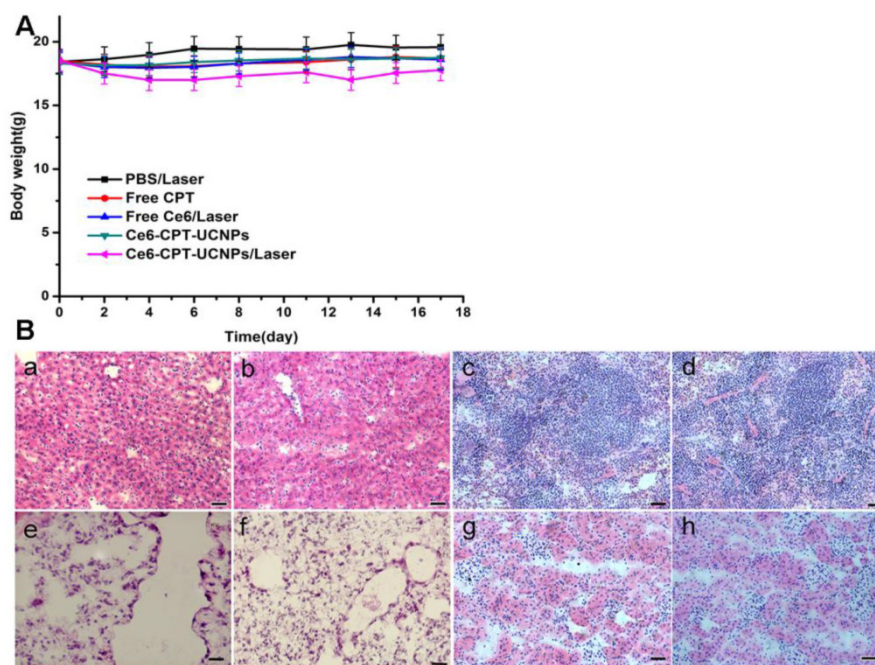 A
20
15
10
5
0
Body weight(g)
PBS/Laser
Free CPT
Free Ce6/Laser
Ce6-CPT-UCNPs
Ce6-CPT-UCNPs/Laser
0 2 4 6 8 10 12 14 16 18
Time(day)
B
a b c d
e f g h